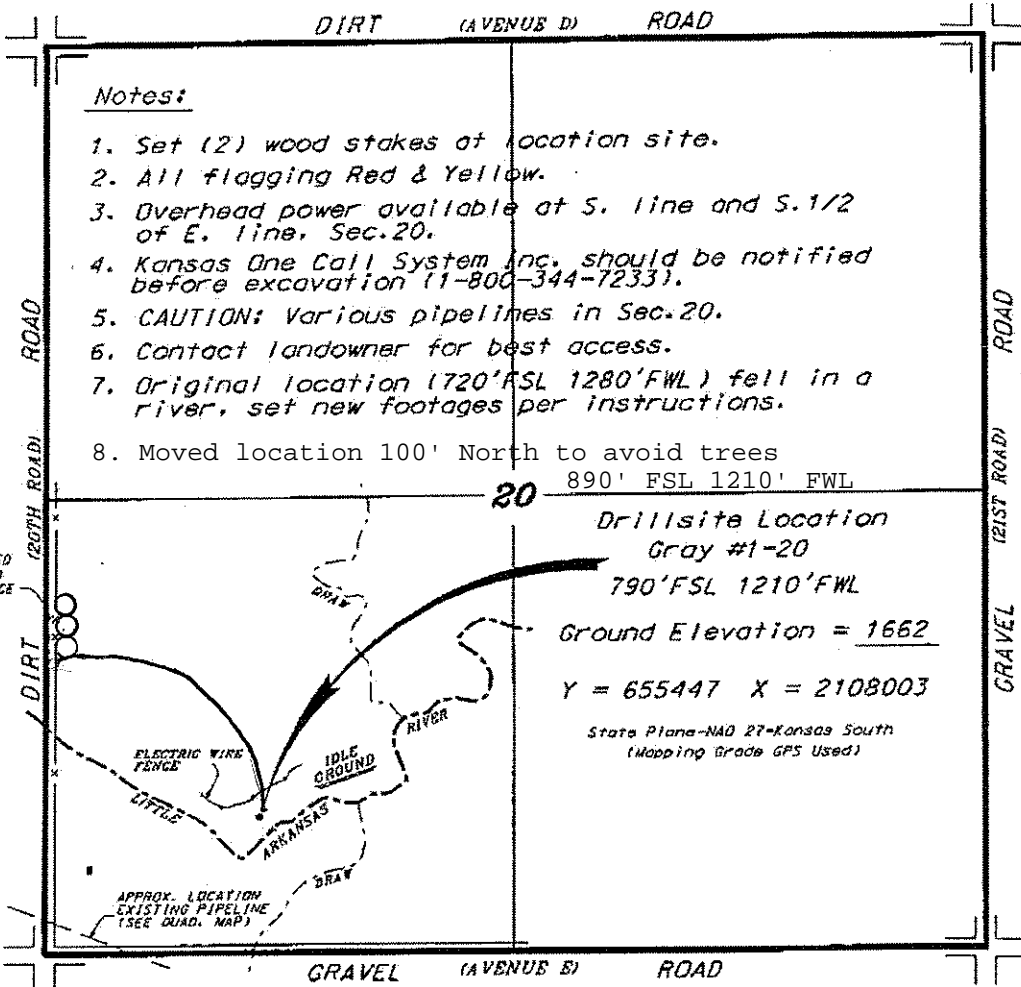 DIRT (AVENUE D) ROAD
Notes:
1. Set (2) wood stakes at location site.
2. All flagging Red & Yellow.
3. Overhead power available at S. line and S.1/2
of E. line, Sec.20.
4. Kansas One Call System Inc. should be notified
before excavation (1-800-344-7233).
5. CAUTION: Various pipelines in Sec.20.
6. Contact landowner for best access.
7. Original location (720'FSL 1280'FWL) fell in a
river, set new footages per instructions.
8. Moved location 100' North to avoid trees
890' FSL 1210' FWL
20
Drillsite Location
Gray #1-20
790'FSL 1210'FWL
Ground Elevation = 1662
Y = 655447 X = 2108003
State Plane-NAD 27-Kansas South
(Mapping Grade GPS Used)
DIRT (20TH ROAD) ROAD
GRAVEL (21ST ROAD) ROAD
DRAW
RIVER
ELECTRIC WIRE
FENCE
IDLE
GROUND
LITTLE
ARKANSAS
DRAW
APPROX. LOCATION
EXISTING PIPELINE
(SEE QUAD. MAP)
GRAVEL (AVENUE E) ROAD